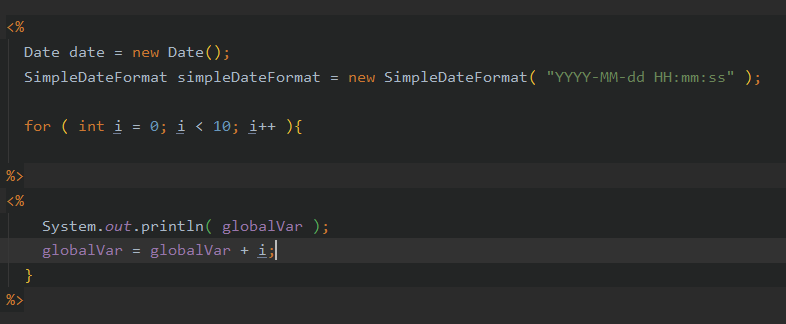 <%
Date date = new Date();
SimpleDateFormat simpleDateFormat = new SimpleDateFormat( "YYYY-MM-dd HH:mm:ss" );
for ( int i = 0; i < 10; i++ ){
%>
<%
System.out.println( globalVar );
globalVar = globalVar + i;
}
%>